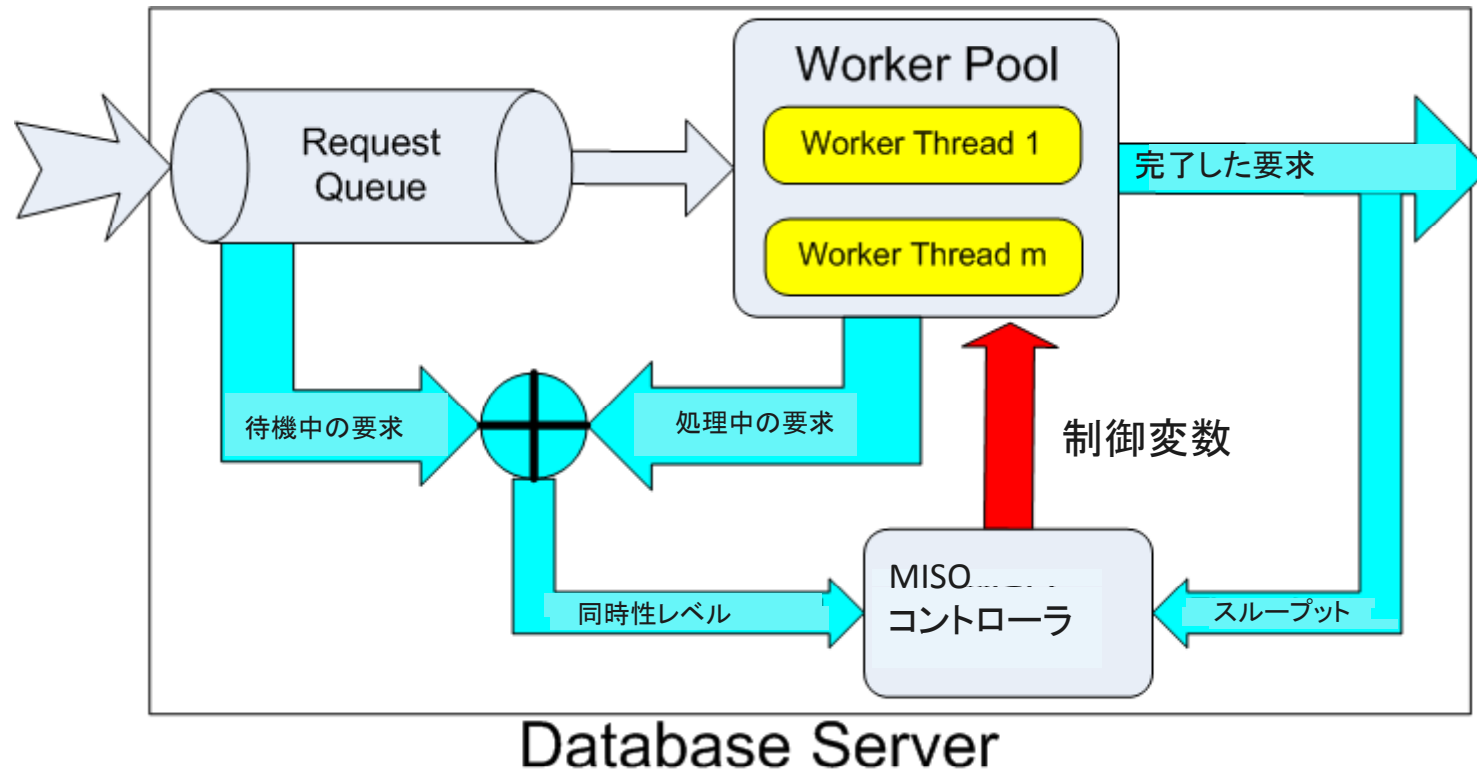 Worker Pool
Request
Queue
Worker Thread 1
Worker Thread m
完了した要求
待機中の要求
処理中の要求
制御変数
MISO
コントローラ
同時性レベル
スループット
Database Server